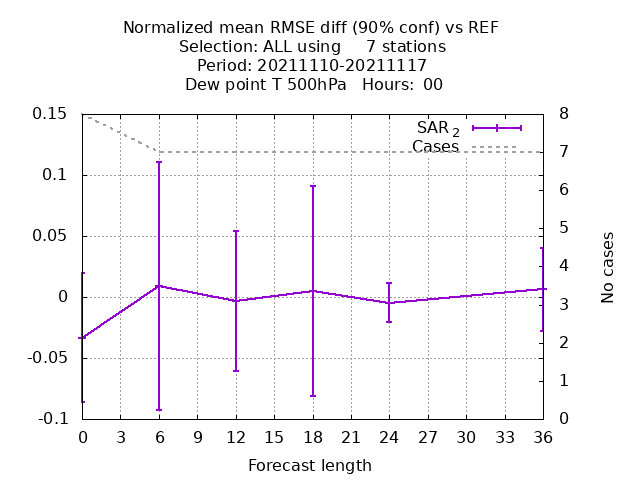 Normalized mean RMSE diff (90% conf) vs REF
Selection: ALL using     7 stations
Period: 20211110-20211117
Dew point T 500hPa   Hours:  00
0.15
0.1
0.05
0
-0.05
-0.1
8
7
6
5
4
3
2
1
0
SAR 2
Cases
No cases
0 3 6 9 12 15 18 21 24 27 30 33 36
Forecast length